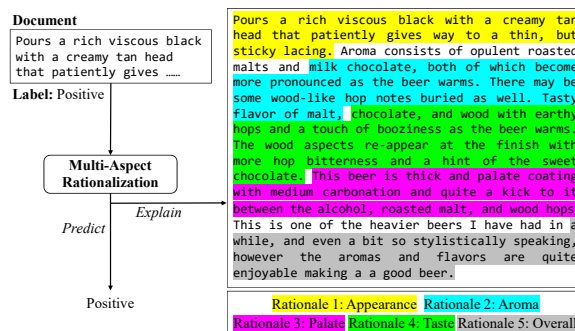 Document
Pours a rich viscous black
with a creamy tan head
that patiently gives ……
Label: Positive
Multi-Aspect
Rationalization
Predict
Explain
Positive
Pours a rich viscous black with a creamy tan
head that patiently gives way to a thin, but
sticky lacing. Aroma consists of opulent roasted
malts and milk chocolate, both of which become
more pronounced as the beer warms. There may be
some wood-like hop notes buried as well. Tasty
flavor of malt, chocolate, and wood with earthy
hops and a touch of booziness as the beer warms.
The wood aspects re-appear at the finish with
more hop bitterness and a hint of the sweet
chocolate. This beer is thick and palate coating
with medium carbonation and quite a kick to it
between the alcohol, roasted malt, and wood hops
This is one of the heavier beers I have had in a
while, and even a bit so stylistically speaking,
however the aromas and flavors are quite
enjoyable making a a good beer.
Rationale 1: Appearance Rationale 2: Aroma
Rationale 3: Palate Rationale 4: Taste Rationale 5: Overall